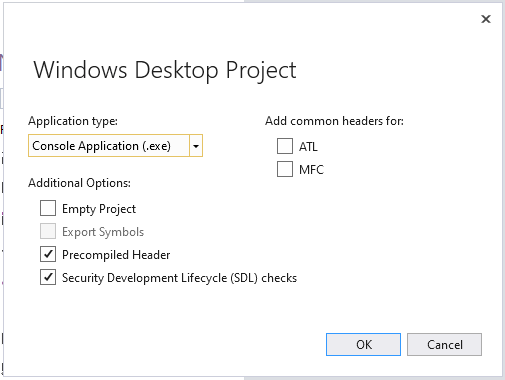 Windows Desktop Project
Application type:
Console Application (.exe)
Additional Options:
Empty Project
Export Symbols
Precompiled Header
Security Development Lifecycle (SDL) checks
Add common headers for:
ATL
MFC
OK
Cancel